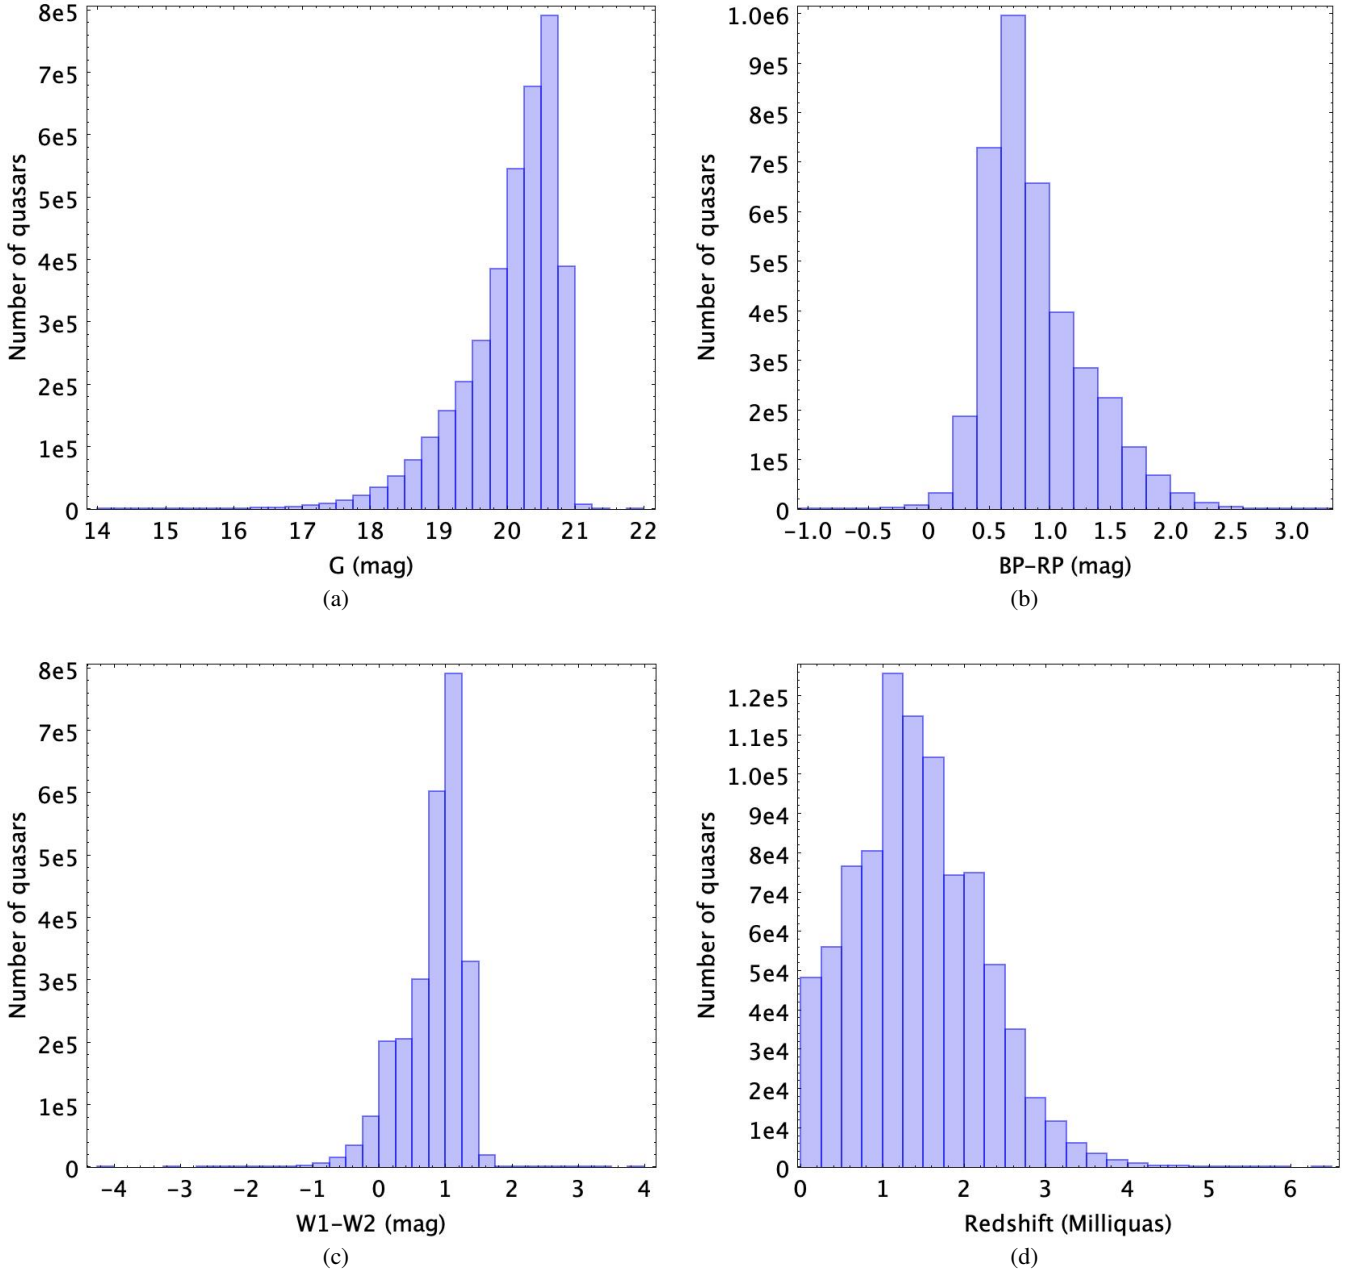 8e5
7e5
6e5
5e5
4e5
3e5
2e5
1e5
0
Number of quasars
14 15 16 17 18 19 20 21 22
G (mag)
(a)
1.0e6
9e5
8e5
7e5
6e5
5e5
4e5
3e5
2e5
1e5
0
Number of quasars
−1.0 −0.5 0 0.5 1.0 1.5 2.0 2.5 3.0
BP−RP (mag)
(b)
8e5
7e5
6e5
5e5
4e5
3e5
2e5
1e5
0
Number of quasars
−4 −3 −2 −1 0 1 2 3 4
W1−W2 (mag)
(c)
1.2e5
1.1e5
1.0e5
9e4
8e4
7e4
6e4
5e4
4e4
3e4
2e4
1e4
0
Number of quasars
0 1 2 3 4 5 6
Redshift (Milliquas)
(d)